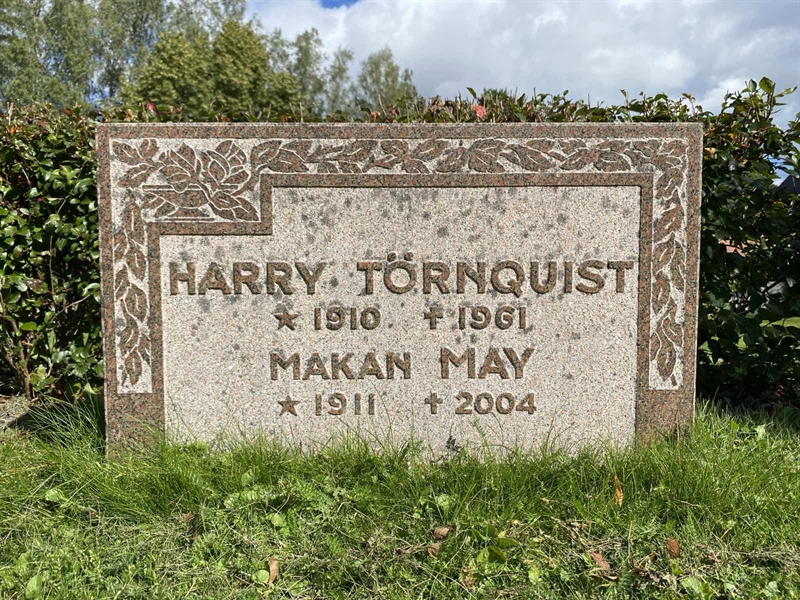 HARRY TÖRNQUIST
★ 1910 ✝ 1961
MAKAN MAY
★ 1911 ✝ 2004